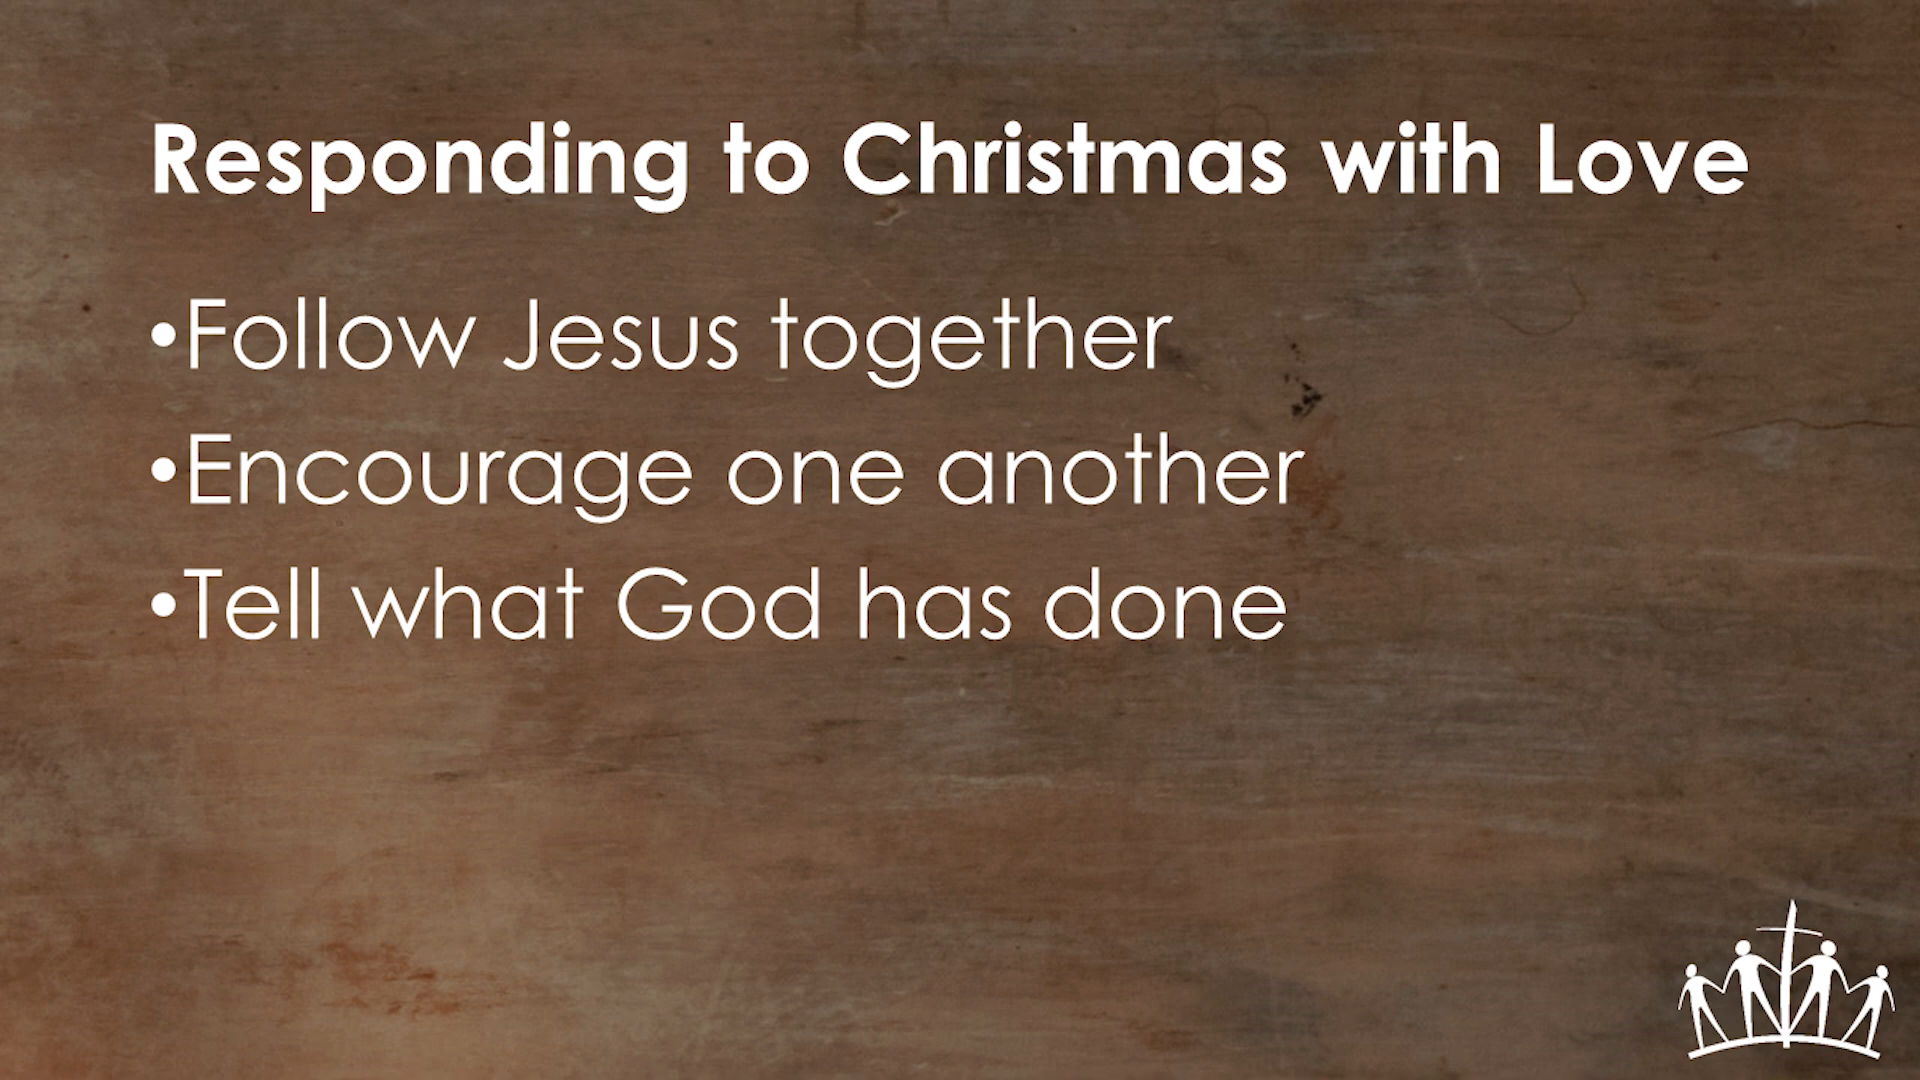 Responding to Christmas with Love
•Follow Jesus together
•Encourage one another
•Tell what God has done